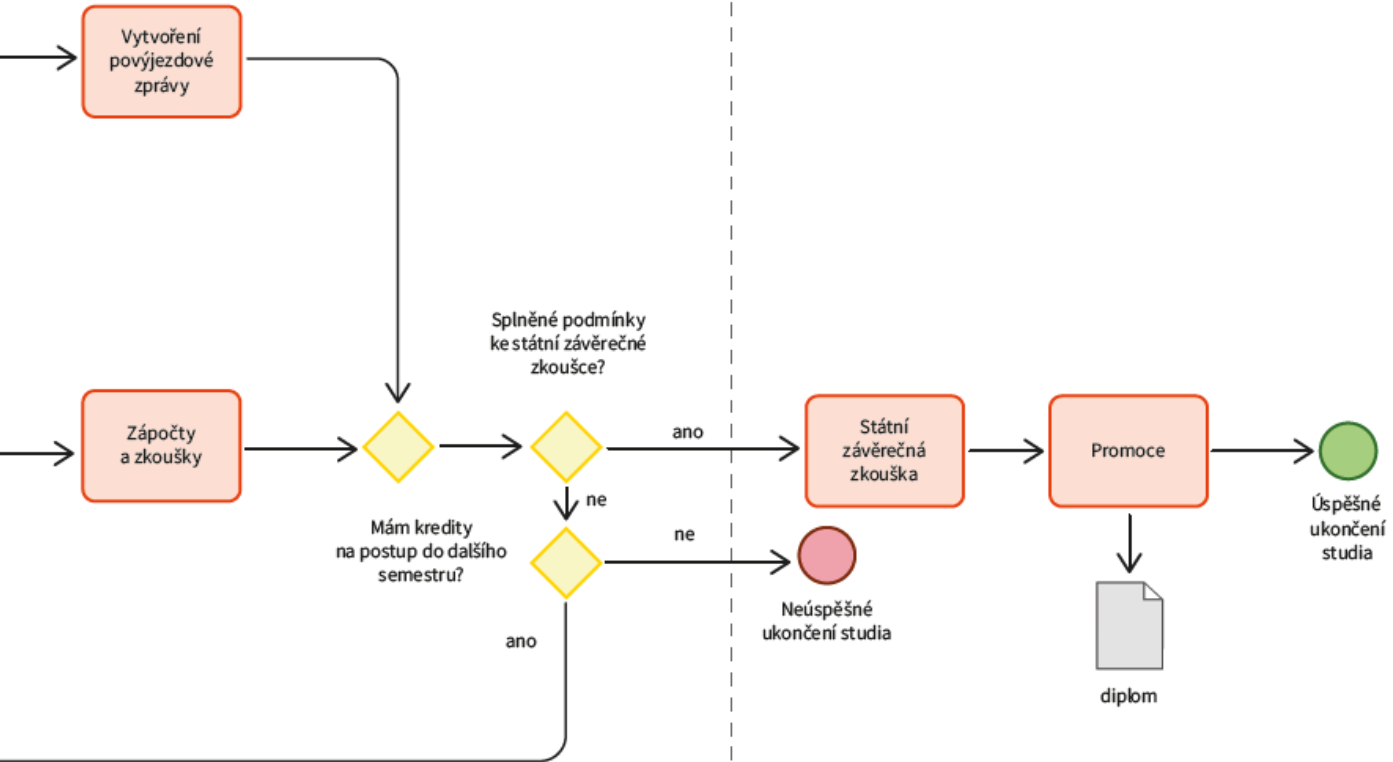 Vytvoření
povýjezdové
zprávy
Splněné podmínky
ke státní závěrečné
zkoušce?
Zápočty
a zkoušky
ano
Státní
závěrečná
zkouška
Promoce
ne
Úspěšné
ukončení
studia
Mám kredity
na postup do dalšího
semestru?
ne
Neúspěšné
ukončení studia
ano
diplom